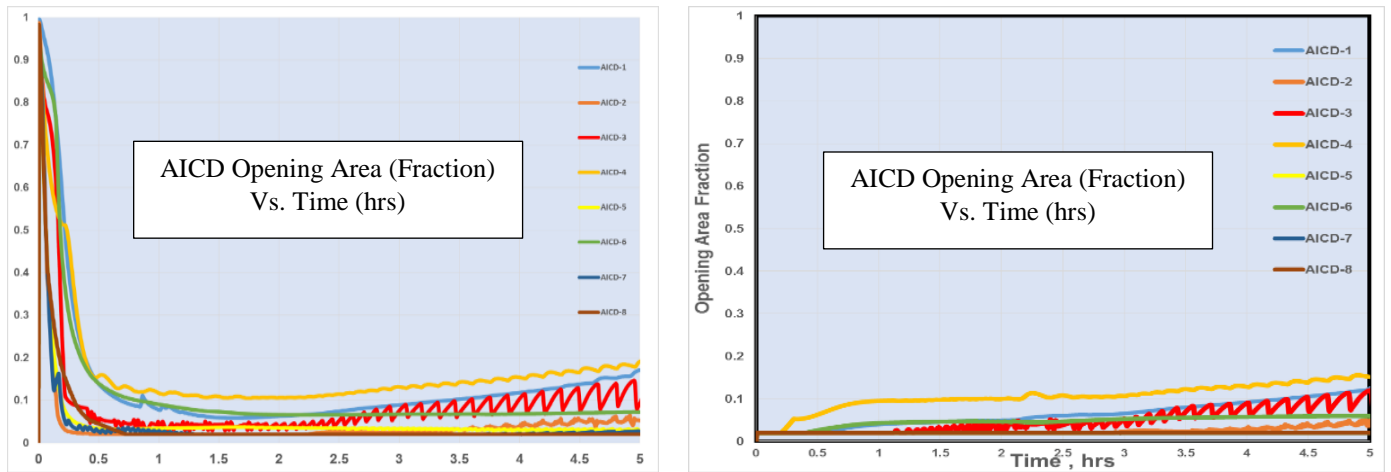 1
0.9
0.8
0.7
0.6
0.5
0.4
0.3
0.2
0.1
0
0
0.5
1
1.5
2
2.5
3
3.5
4
4.5
5
AICD Opening Area (Fraction)
Vs. Time (hrs)
AICD-1
AICD-2
AICD-3
AICD-4
AICD-5
AICD-6
AICD-7
AICD-8
Opening Area Fraction
1
0.9
0.8
0.7
0.6
0.5
0.4
0.3
0.2
0.1
0
0
0.5
1
1.5
2
2.5
3
3.5
4
4.5
5
Time , hrs
AICD Opening Area (Fraction)
Vs. Time (hrs)
AICD-1
AICD-2
AICD-3
AICD-4
AICD-5
AICD-6
AICD-7
AICD-8